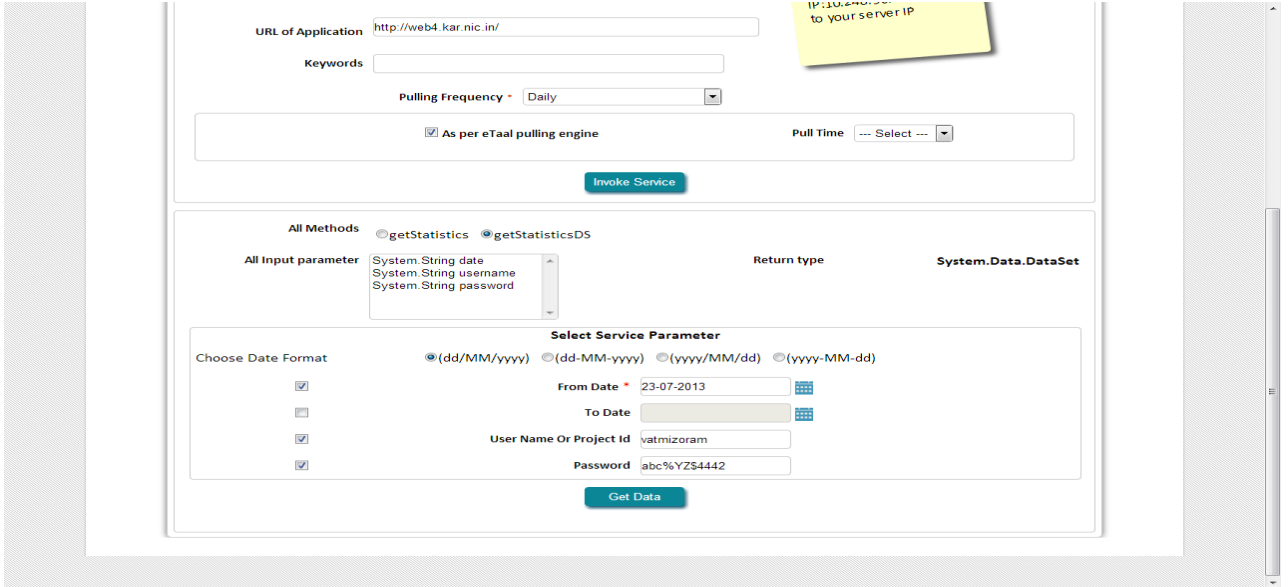 to your server IP
URL of Application http://web4.kar.nic.in/
Keywords
Pulling Frequency * Daily
As per eTaal pulling engine Pull Time --- Select ---
Invoke Service
All Methods getStatistics getStatisticsDS
All Input parameter System.String date Return type System.Data.DataSet
System.String username
System.String password
Select Service Parameter
Choose Date Format (dd/MM/yyyy) (dd-MM-yyyy) (yyyy/MM/dd) (yyyy-MM-dd)
From Date * 23-07-2013
To Date
User Name Or Project Id vatmizoram
Password abc%YZ$4442
Get Data